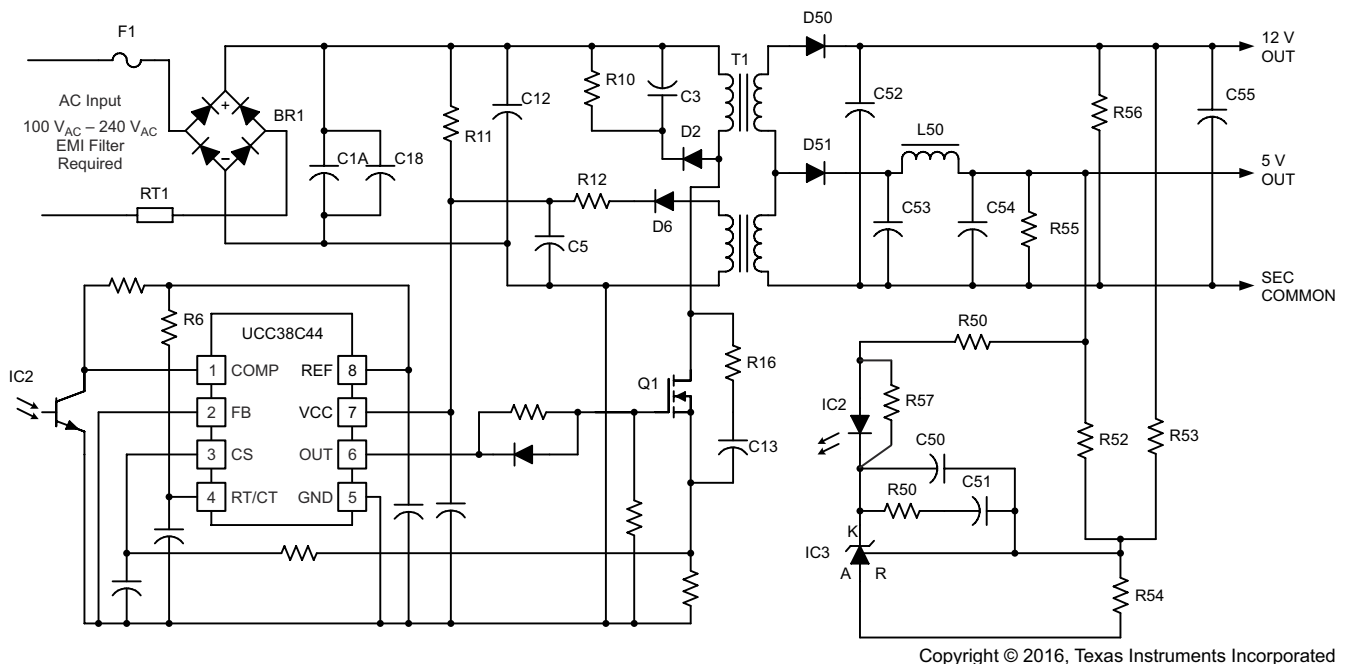 F1
AC Input
100 VAC – 240 VAC
EMI Filter
Required
BR1
RT1
C1A
C18
R11
C12
R10
C3
D2
T1
R12
D6
C5
D50
C52
D51
L50
C53
C54
R55
R56
C55
12 V
OUT
5 V
OUT
SEC
COMMON
R6
UCC38C44
1 COMP
REF 8
2 FB
VCC 7
3 CS
OUT 6
4 RT/CT
GND 5
IC2
Q1
R16
C13
R50
IC2
R57
C50
R50
C51
R52
R53
K
IC3
A
R
R54
Copyright © 2016, Texas Instruments Incorporated